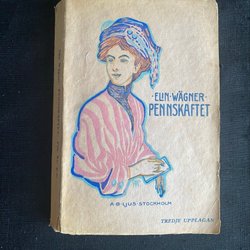 ·ELIN·WÄGNER·
PENNSKAFTET
A·B·LJUS·STOCKHOLM
TREDJE UPPLAGAN